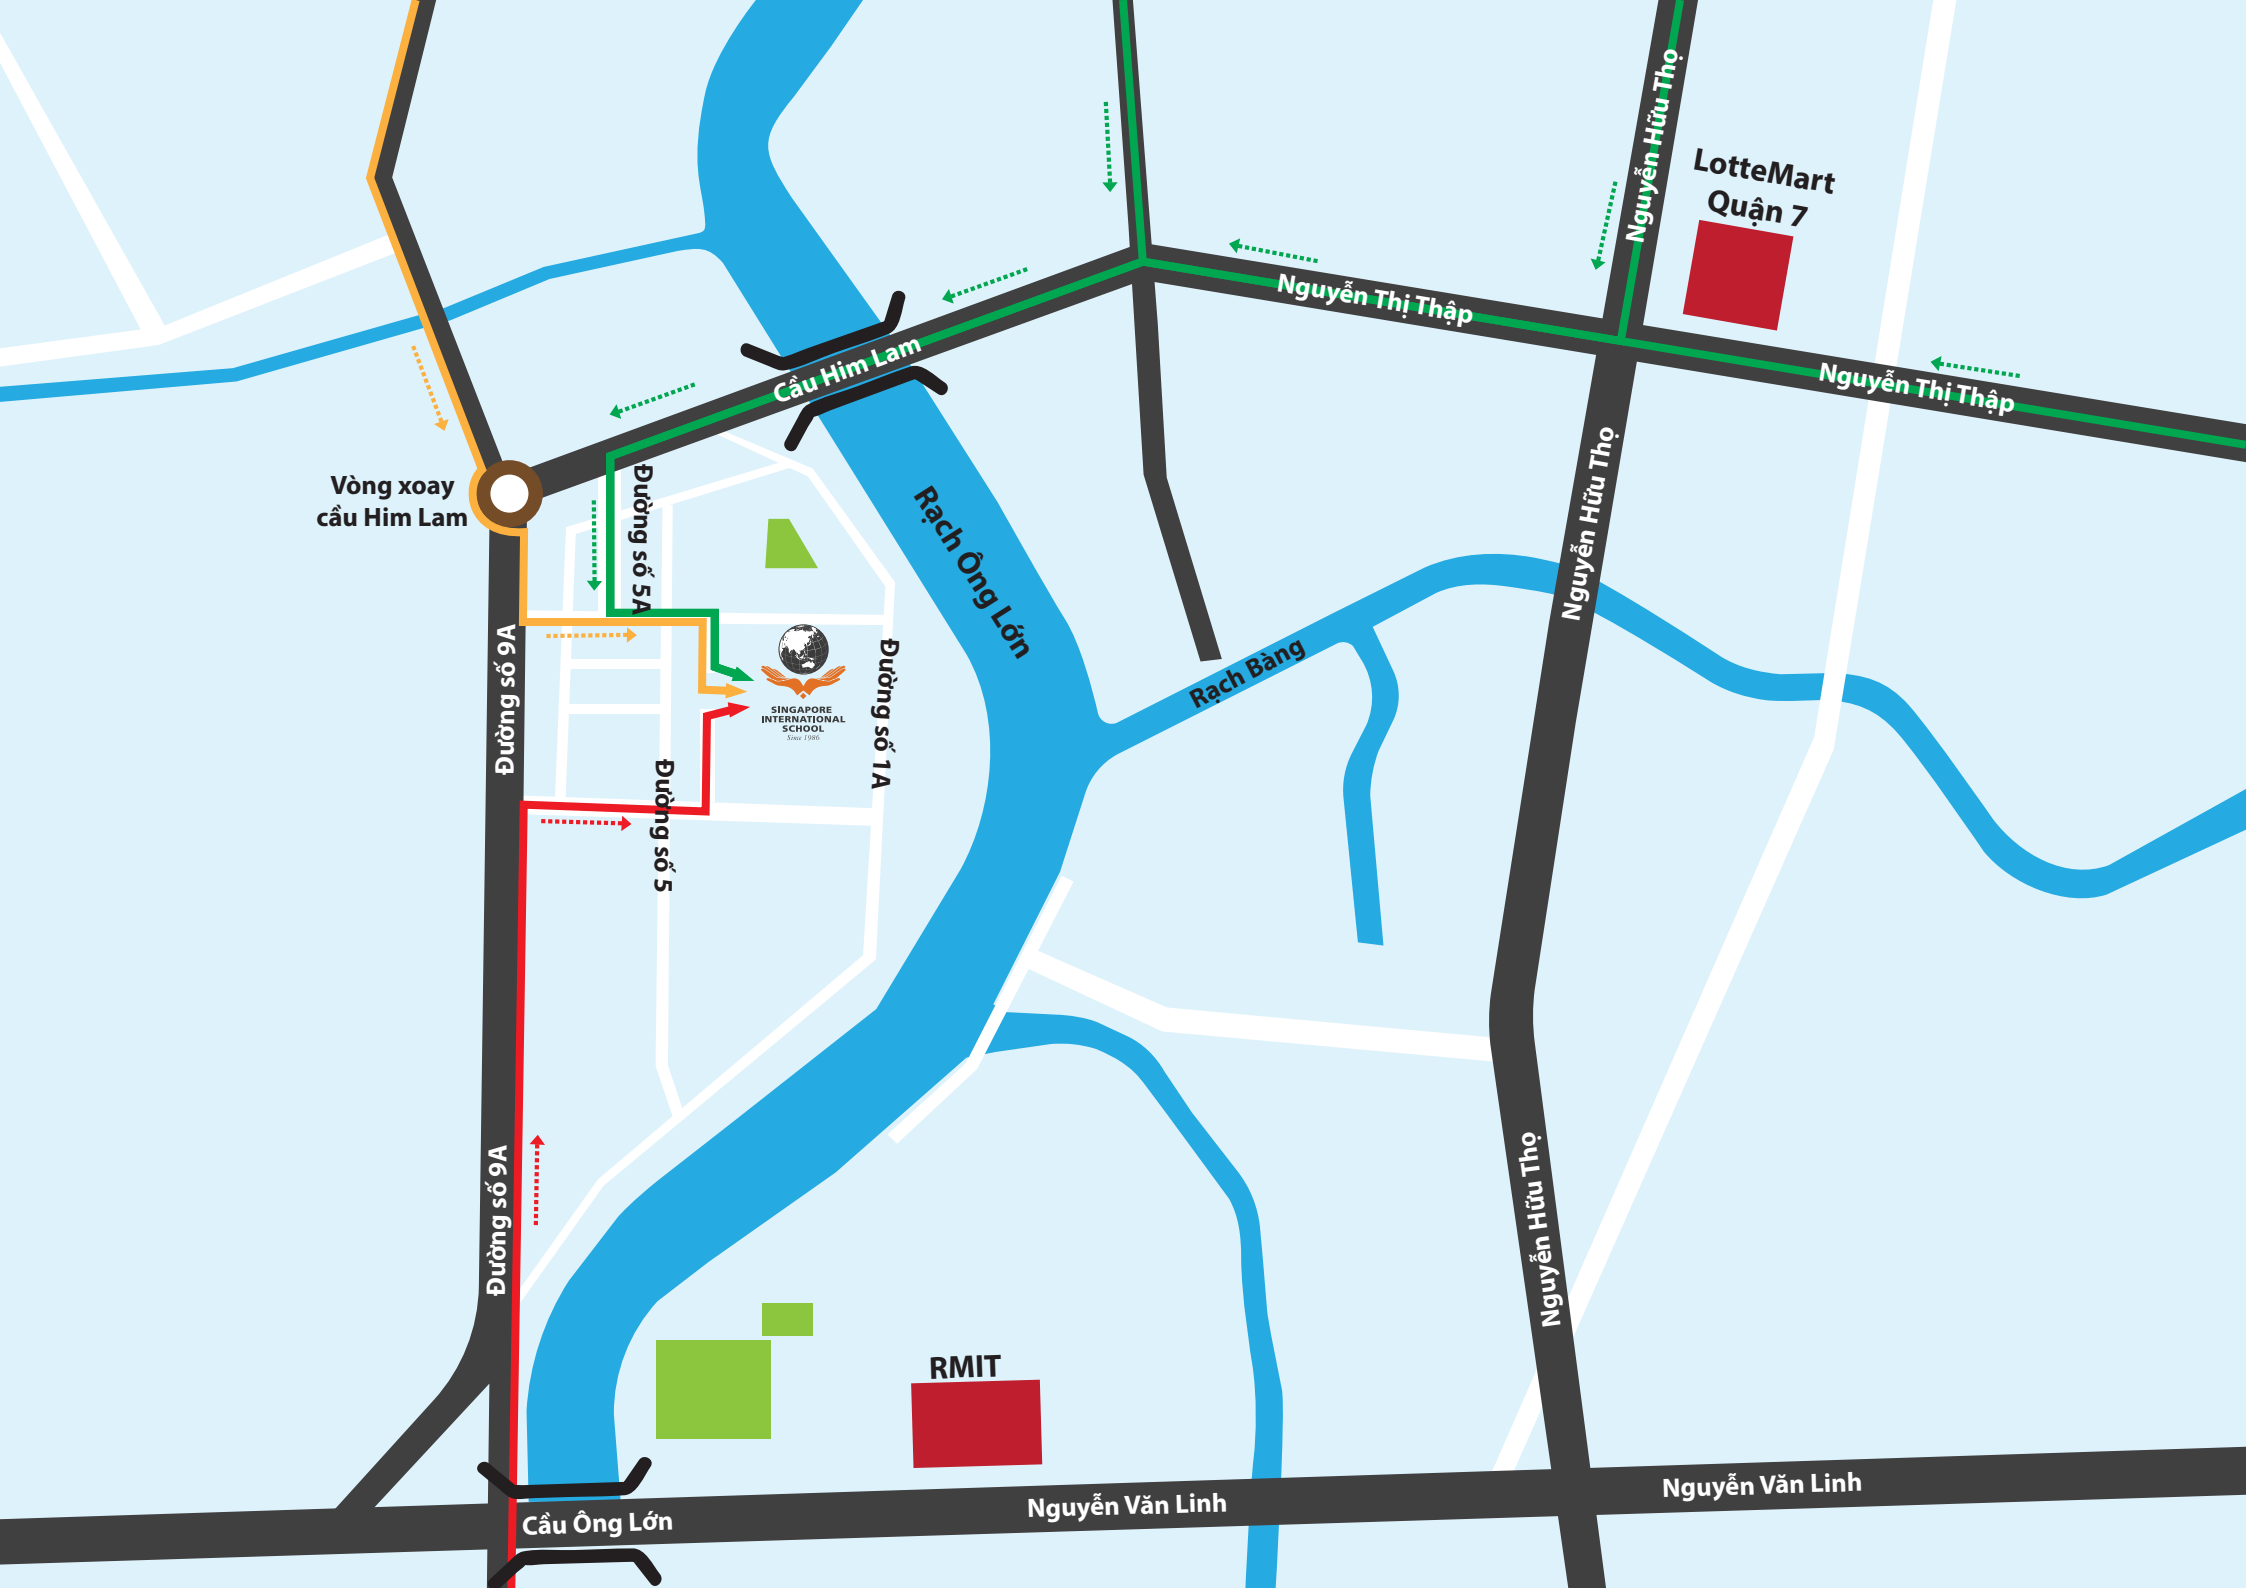 Nguyễn Hữu Thọ
LotteMart
Quận 7
Nguyễn Thị Thập
Cầu Him Lam
Nguyễn Thị Thập
Vòng xoay
cầu Him Lam
Đường số 5A
Rạch Ông Lớn
Nguyễn Hữu Thọ
Đường số 9A
SINGAPORE
INTERNATIONAL
SCHOOL
Since 1986
Đường số 1A
Rạch Bàng
Đường số 5
Đường số 9A
Nguyễn Hữu Thọ
RMIT
Cầu Ông Lớn
Nguyễn Văn Linh
Nguyễn Văn Linh